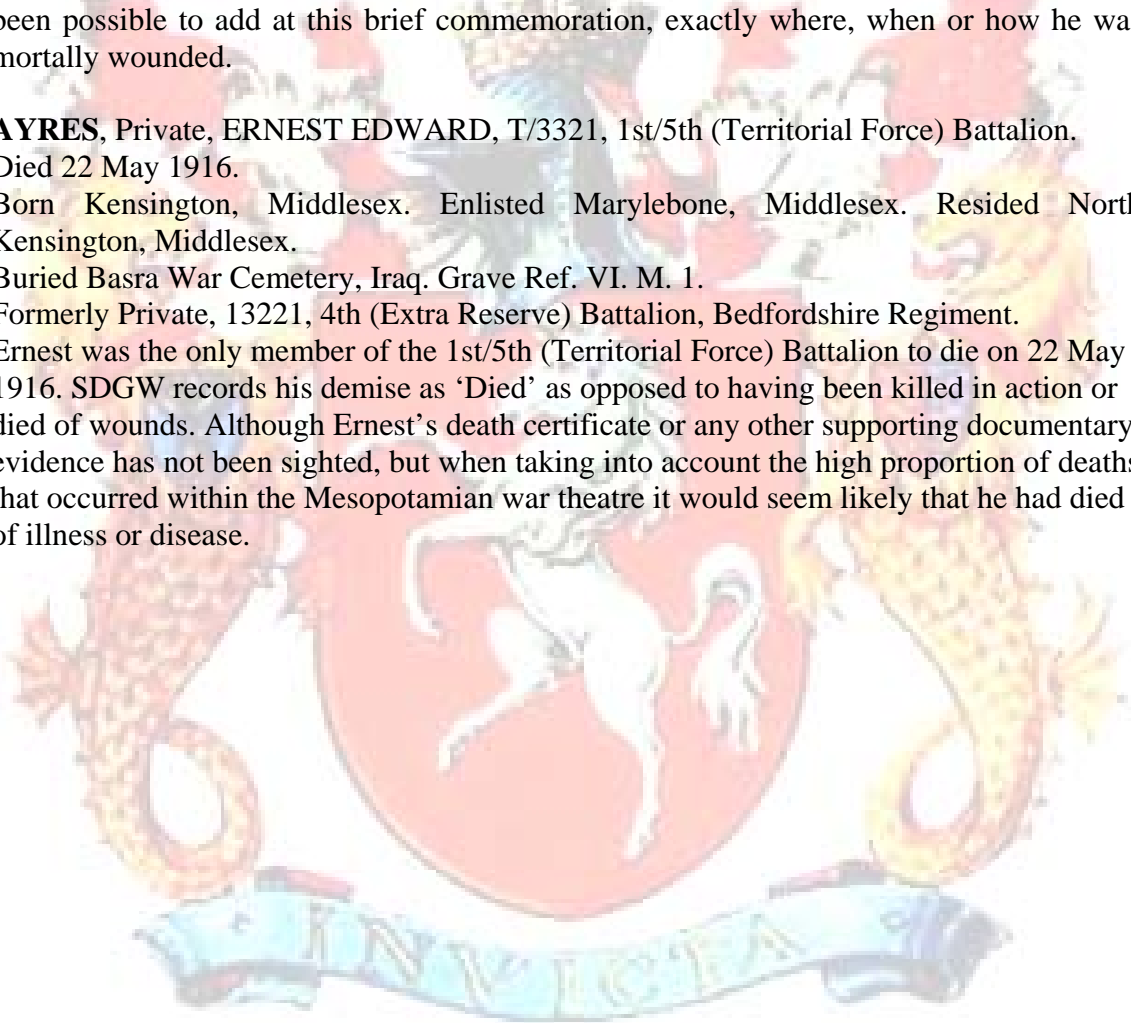 been possible to add at this brief commemoration, exactly where, when or how he wa
mortally wounded.
AYRES, Private, ERNEST EDWARD, T/3321, 1st/5th (Territorial Force) Battalion.
Died 22 May 1916.
Born Kensington, Middlesex. Enlisted Marylebone, Middlesex. Resided North
Kensington, Middlesex.
Buried Basra War Cemetery, Iraq. Grave Ref. VI. M. 1.
Formerly Private, 13221, 4th (Extra Reserve) Battalion, Bedfordshire Regiment.
Ernest was the only member of the 1st/5th (Territorial Force) Battalion to die on 22 May
1916. SDGW records his demise as ‘Died’ as opposed to having been killed in action or
died of wounds. Although Ernest’s death certificate or any other supporting documentary
evidence has not been sighted, but when taking into account the high proportion of deaths
that occurred within the Mesopotamian war theatre it would seem likely that he had died
of illness or disease.
INVICTA